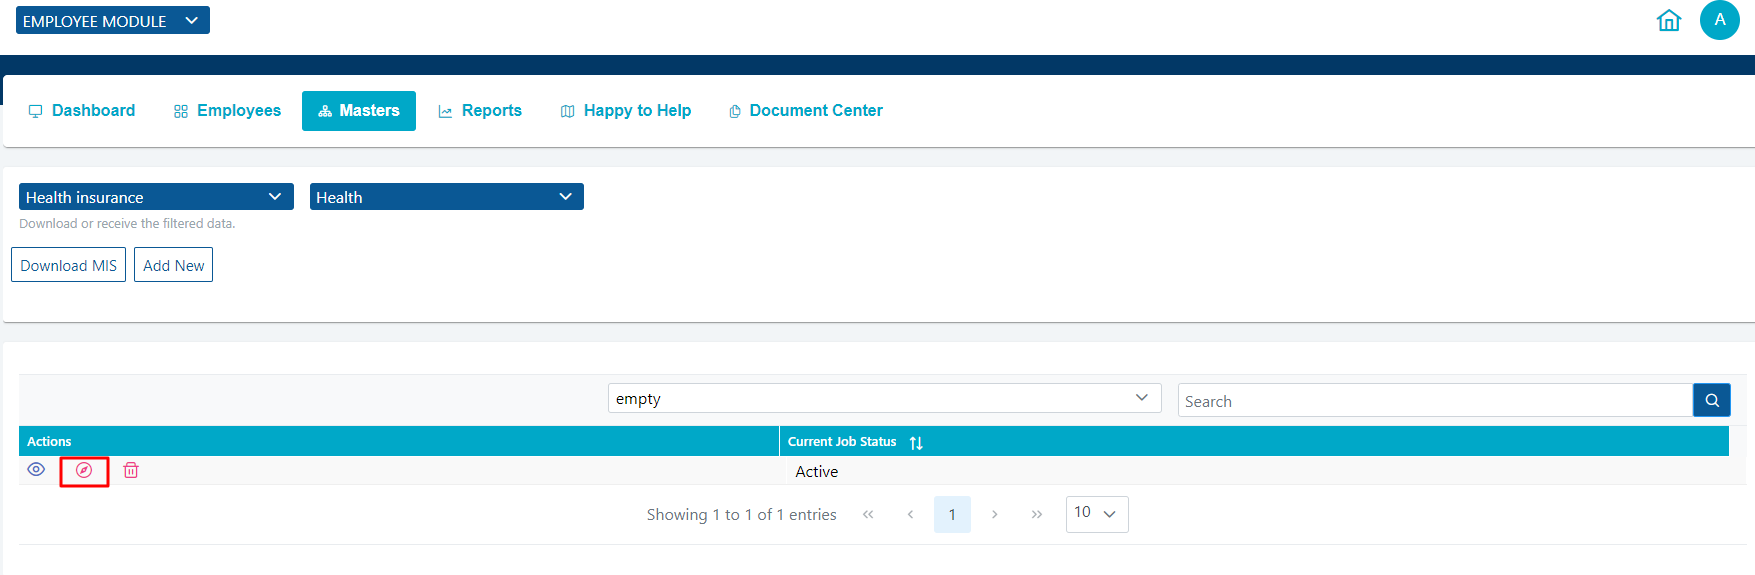 EMPLOYEE MODULE
A
Dashboard Employees Masters Reports Happy to Help Document Center
Health insurance Health
Download or receive the filtered data.
Download MIS Add New
empty Search
Actions Current Job Status
Active
Showing 1 to 1 of 1 entries << < 1 > >> 10